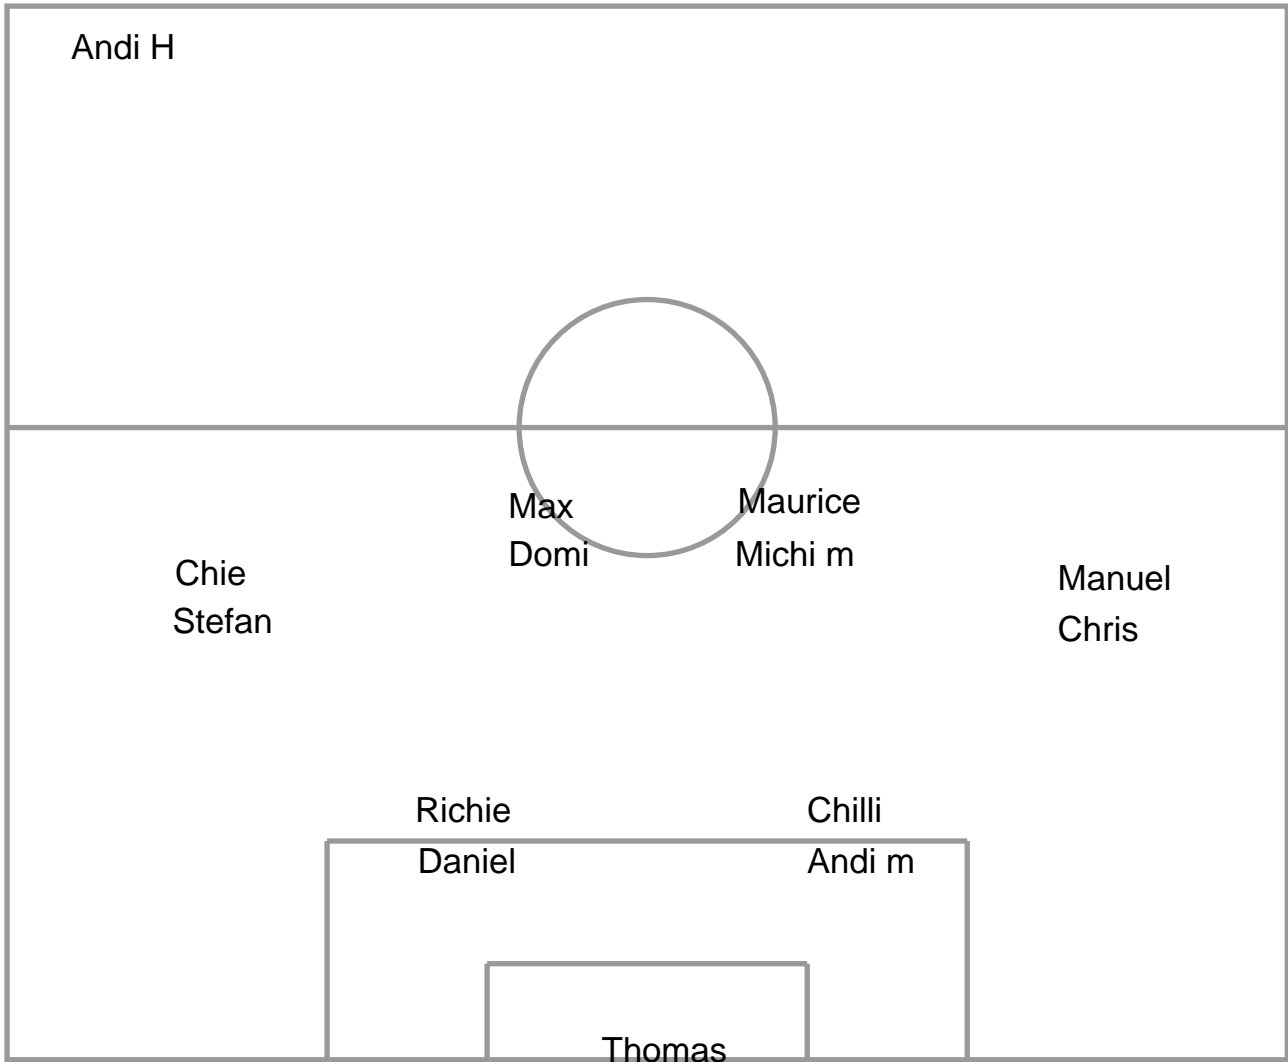 Andi H
Max
Maurice
Domi
Michi m
Chie
Stefan
Manuel
Chris
Richie
Chilli
Daniel
Andi m
Thomas